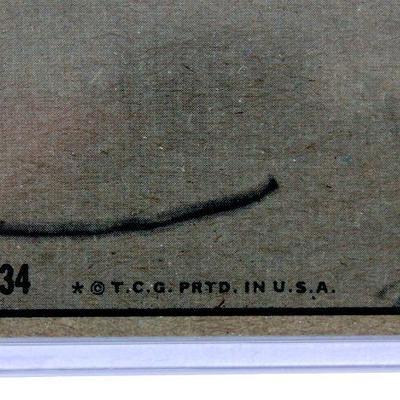 34 * © T.C.G. PRTD. IN U.S.A.